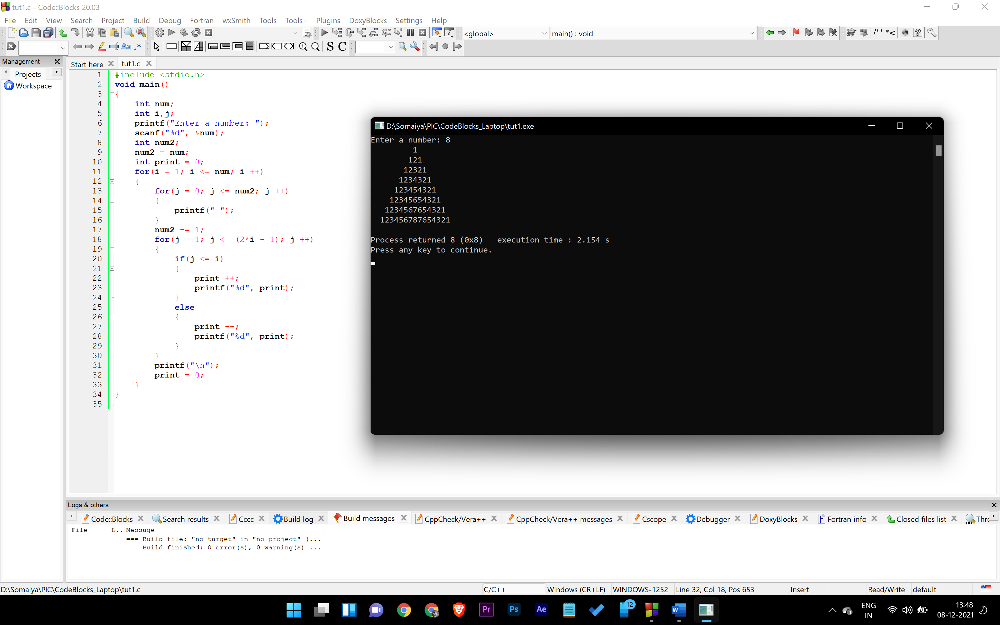 tut1.c - Code::Blocks 20.03
File Edit View Search Project Build Debug Fortran wxSmith Tools Tools+ Plugins DoxyBlocks Settings Help
<global> main() : void /** *<
Aa .* S C
Management
Projects
Workspace
Start here tut1.c
1 #include <stdio.h>
2 void main()
3 {
4     int num;
5     int i,j;
6     printf("Enter a number: ");
7     scanf("%d", &num);
8     int num2;
9     num2 = num;
10     int print = 0;
11     for(i = 1; i <= num; i ++)
12     {
13         for(j = 0; j <= num2; j ++)
14         {
15             printf(" ");
16         }
17         num2 -= 1;
18         for(j = 1; j <= (2*i - 1); j ++)
19         {
20             if(j <= i)
21             {
22                 print ++;
23                 printf("%d", print);
24             }
25             else
26             {
27                 print --;
28                 printf("%d", print);
29             }
30         }
31         printf("\n");
32         print = 0;
33     }
34 }
35
D:\Somaiya\PIC\CodeBlocks_Laptop\tut1.exe
Enter a number: 8
1
121
12321
1234321
123454321
12345654321
1234567654321
123456787654321
Process returned 8 (0x8)   execution time : 2.154 s
Press any key to continue.
Logs & others
Code::Blocks Search results Cccc Build log Build messages CppCheck/Vera++ CppCheck/Vera++ messages Cscope Debugger DoxyBlocks Fortran info Closed files list Thre
File L.. Message
=== Build file: "no target" in "no project" (...
=== Build finished: 0 error(s), 0 warning(s) ...
D:\Somaiya\PIC\CodeBlocks_Laptop\tut1.c C/C++ Windows (CR+LF) WINDOWS-1252 Line 32, Col 18, Pos 653 Insert Read/Write default
Pr Ps Ae 12 W
ENG
IN
13:48
08-12-2021